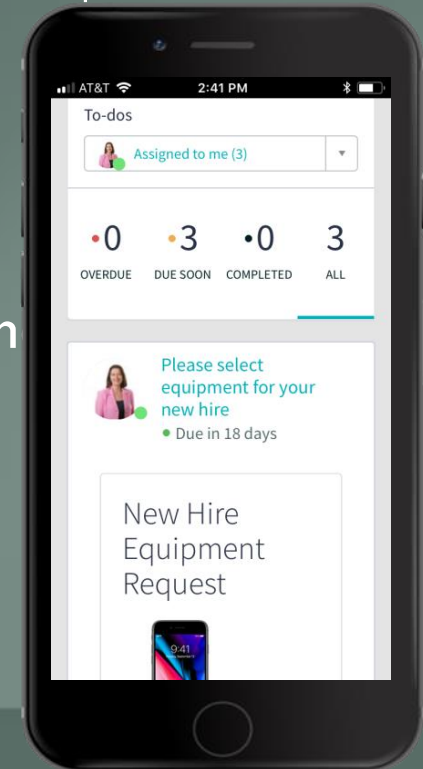 AT&T 2:41 PM
To-dos
Assigned to me (3)
0 3 0 3
OVERDUE DUE SOON COMPLETED ALL
Please select
equipment for your
new hire
Due in 18 days
New Hire
Equipment
Request
9:41